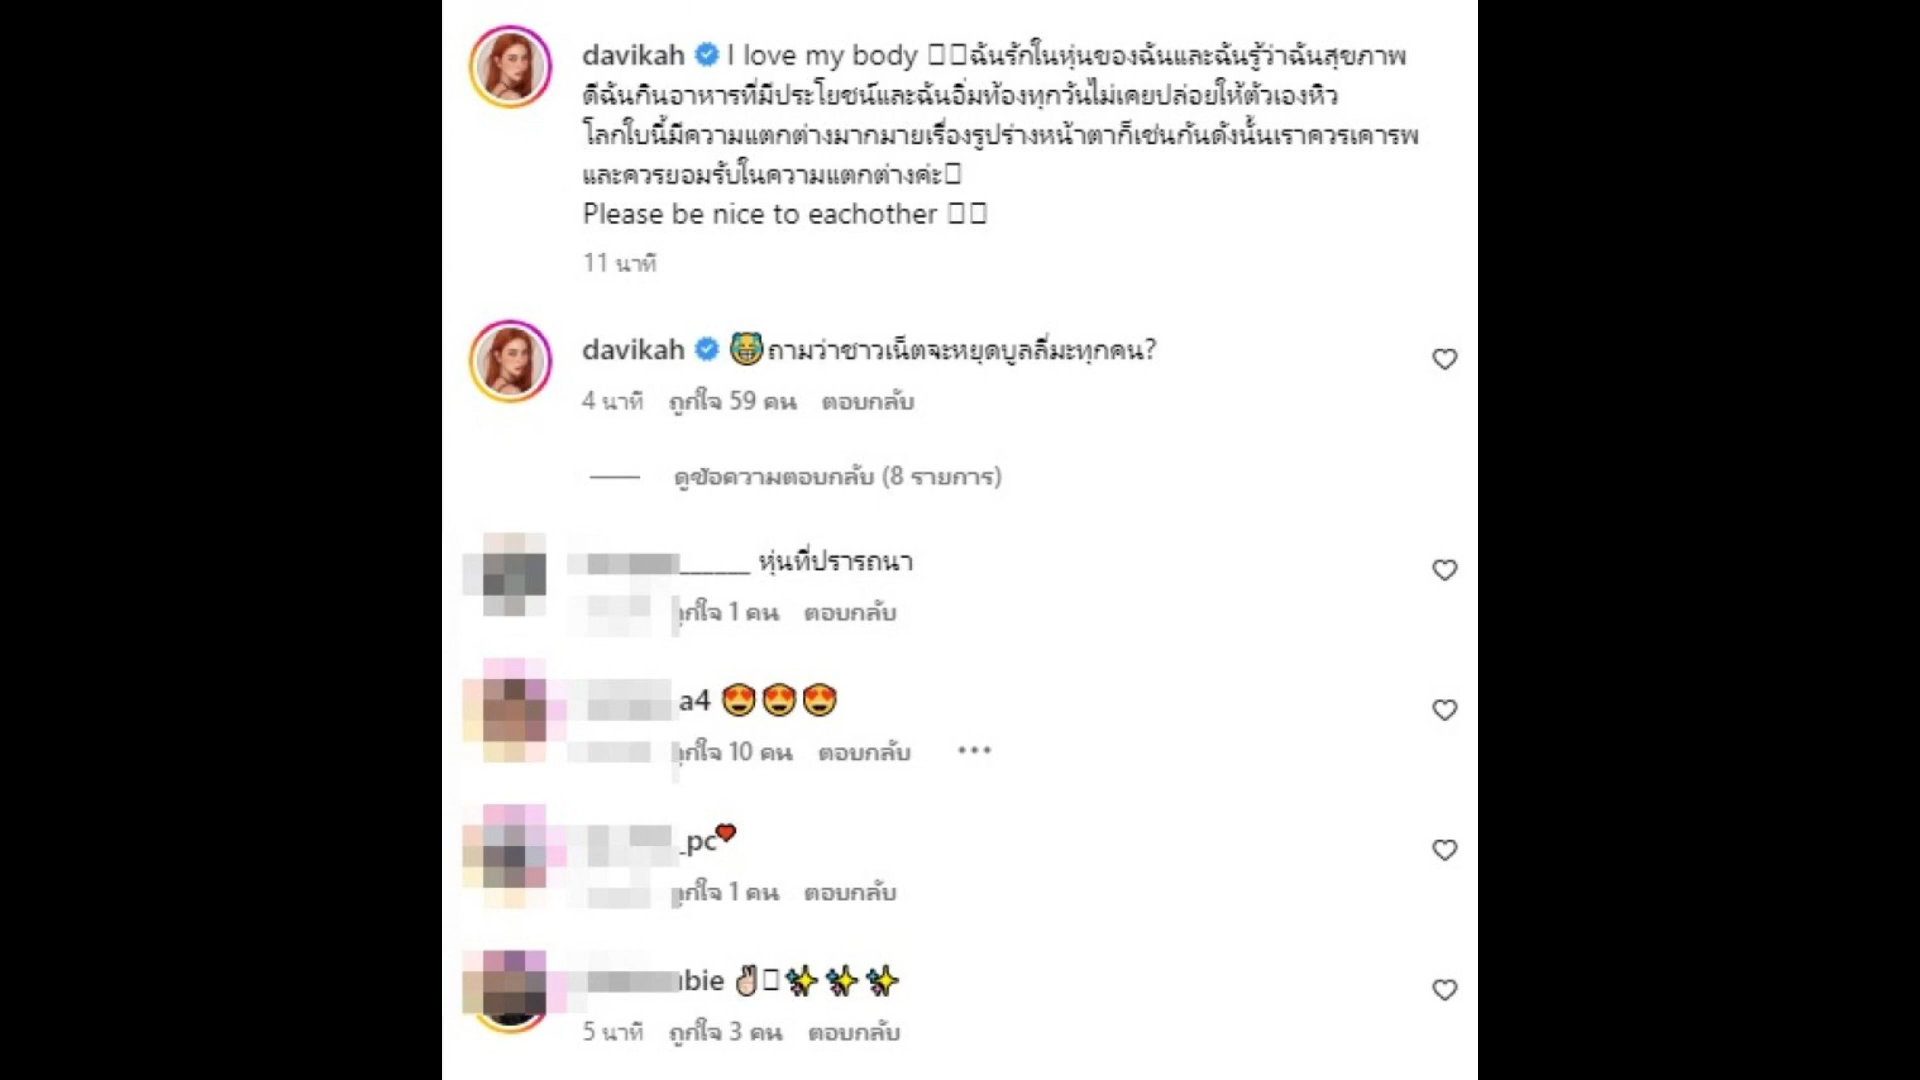 davikah I love my body ฉันรักในหุ่นของฉันและฉันรู้ว่าฉันสุขภาพ
ดีฉันกินอาหารที่มีประโยชน์และฉันอิ่มท้องทุกวันไม่เคยปล่อยให้ตัวเองหิว
โลกใบนี้มีความแตกต่างมากมายเรื่องรูปร่างหน้าตาก็เช่นกันดังนั้นเราควรเคารพ
และควรยอมรับในความแตกต่างค่ะ
Please be nice to eachother
11 นาที
davikah 😹ถามว่าชาวเน็ตจะหยุดบูลลี่มะทุกคน?
4 นาที ถูกใจ 59 คน ตอบกลับ
ดูข้อความตอบกลับ (8 รายการ)
______ หุ่นที่ปรารถนา
ถูกใจ 1 คน ตอบกลับ
a4 😍😍😍
ถูกใจ 10 คน ตอบกลับ ...
_pc❤
ถูกใจ 1 คน ตอบกลับ
bie ✌✨✨✨
5 นาที ถูกใจ 3 คน ตอบกลับ